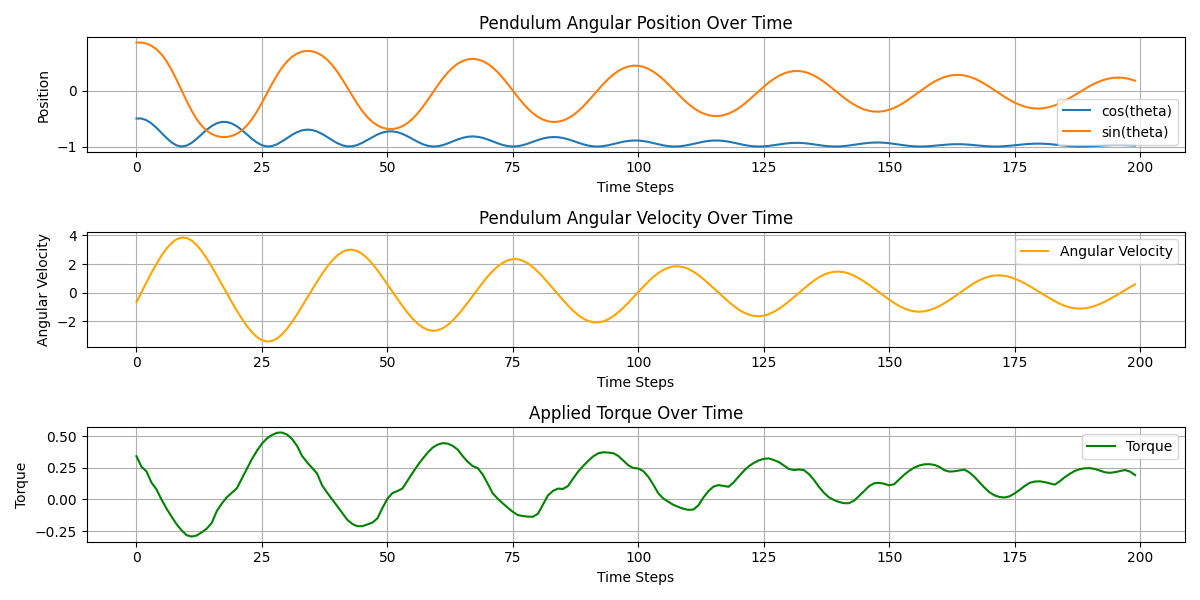 Pendulum Angular Position Over Time
Position
0
−1
cos(theta)
sin(theta)
0 25 50 75 100 125 150 175 200
Time Steps
Pendulum Angular Velocity Over Time
Angular Velocity
4
2
0
−2
Angular Velocity
0 25 50 75 100 125 150 175 200
Time Steps
Applied Torque Over Time
Torque
0.50
0.25
0.00
−0.25
Torque
0 25 50 75 100 125 150 175 200
Time Steps